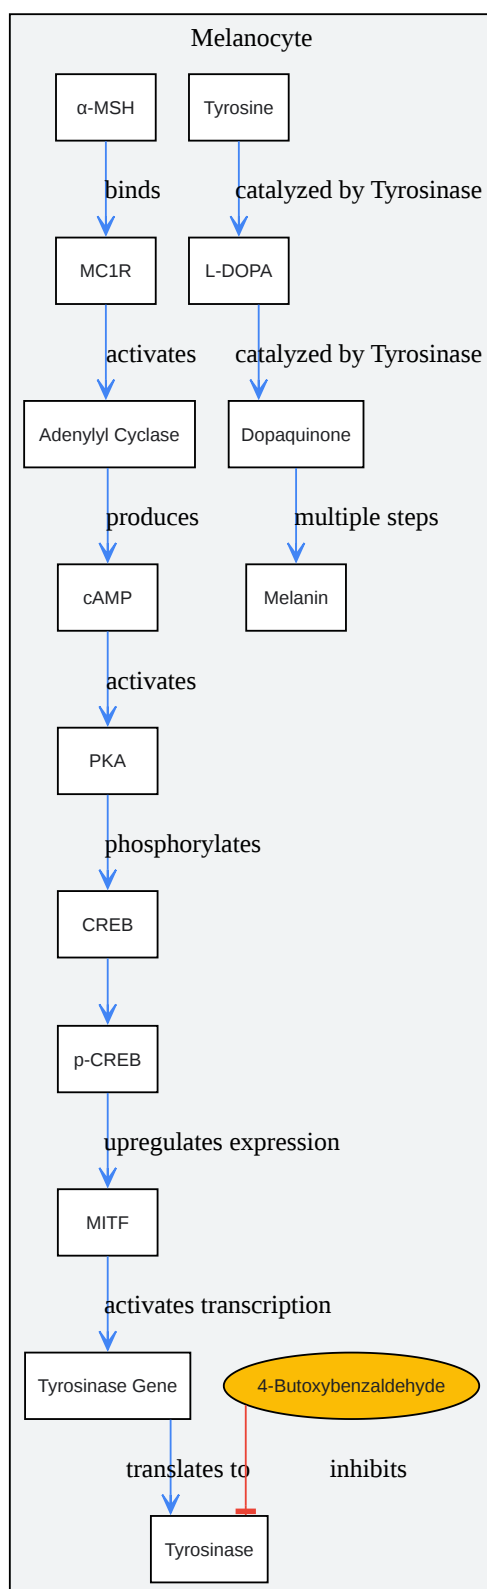 Melanocyte
α-MSH
Tyrosine
binds
catalyzed by Tyrosinase
MC1R
L-DOPA
activates
catalyzed by Tyrosinase
Adenylyl Cyclase
Dopaquinone
produces
multiple steps
cAMP
Melanin
activates
PKA
phosphorylates
CREB
p-CREB
upregulates expression
MITF
activates transcription
Tyrosinase Gene
4-Butoxybenzaldehyde
translates to
inhibits
Tyrosinase